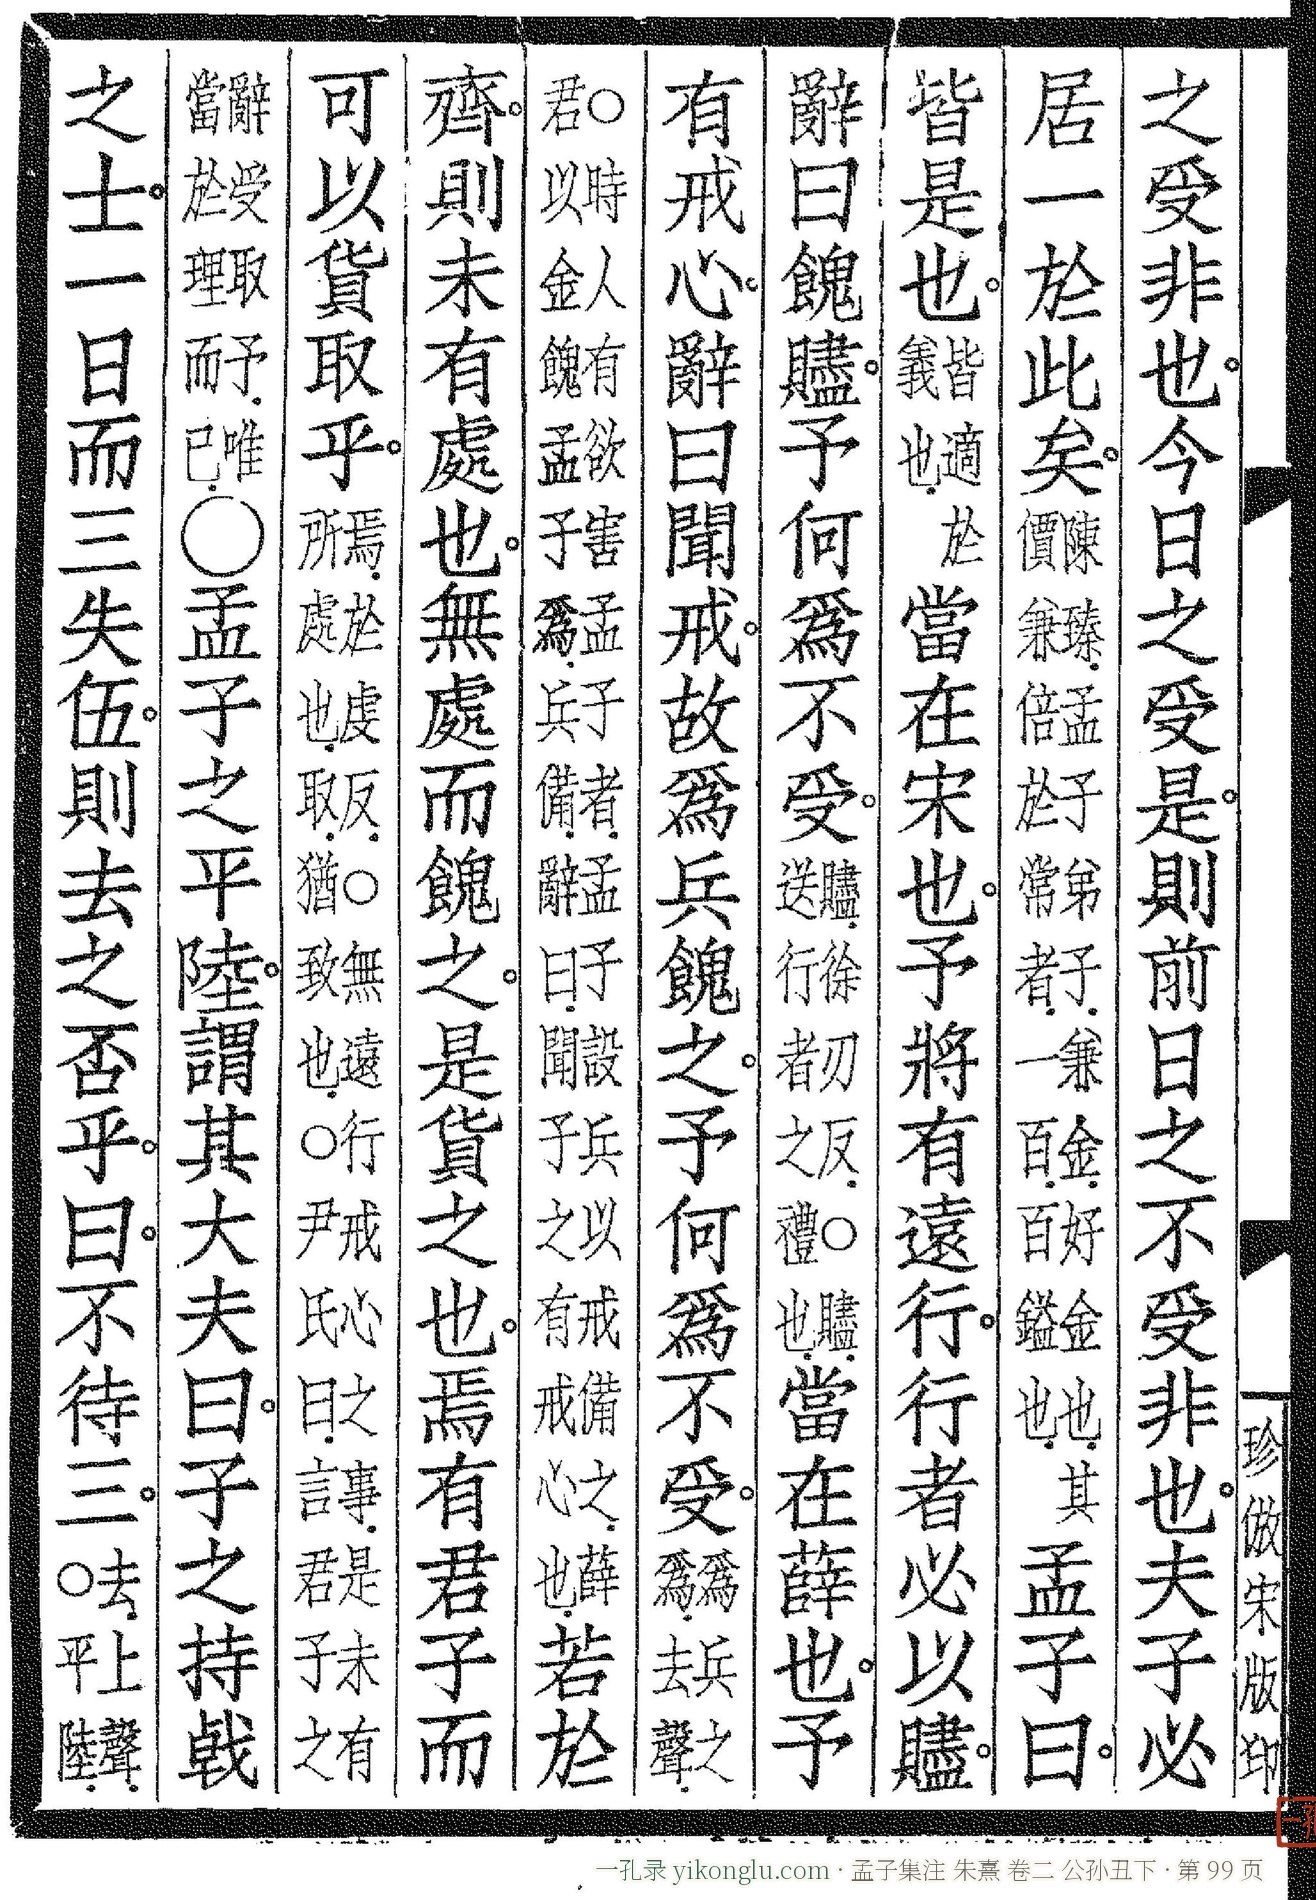 珍倣宋版印
之受非也。今日之受是。則前日之不受非也。夫子必
居一於此矣。陳臻。孟子弟子。兼金。好金也。其價兼倍於常者。一百。百鎰也。孟子曰。
皆是也。皆適於義也。當在宋也。予將有遠行。行者必以贐。
辭曰餽贐。予何爲不受。贐。徐刃反。○贐。送行者之禮也。當在薛也。予
有戒心。辭曰聞戒。故爲兵餽之。予何爲不受。爲兵之爲。去聲。
○時人有欲害孟子者。孟子設兵以戒備之。薛君以金餽孟子爲。兵備。辭曰。聞子之有戒心也。若於
齊。則未有處也。無處而餽之。是貨之也。焉有君子而
可以貨取乎。焉。於虔反。○無遠行戒心之事。是未有所處也。取。猶致也。○尹氏曰。言君子之
辭受取予。唯當於理而已。○孟子之平陸。謂其大夫曰。子之持戟
之士。一日而三失伍。則去之否乎。曰。不待三。去。上聲。○平陸。
一孔录 yikonglu.com · 孟子集注 朱熹 卷二 公孙丑下 · 第 99 页